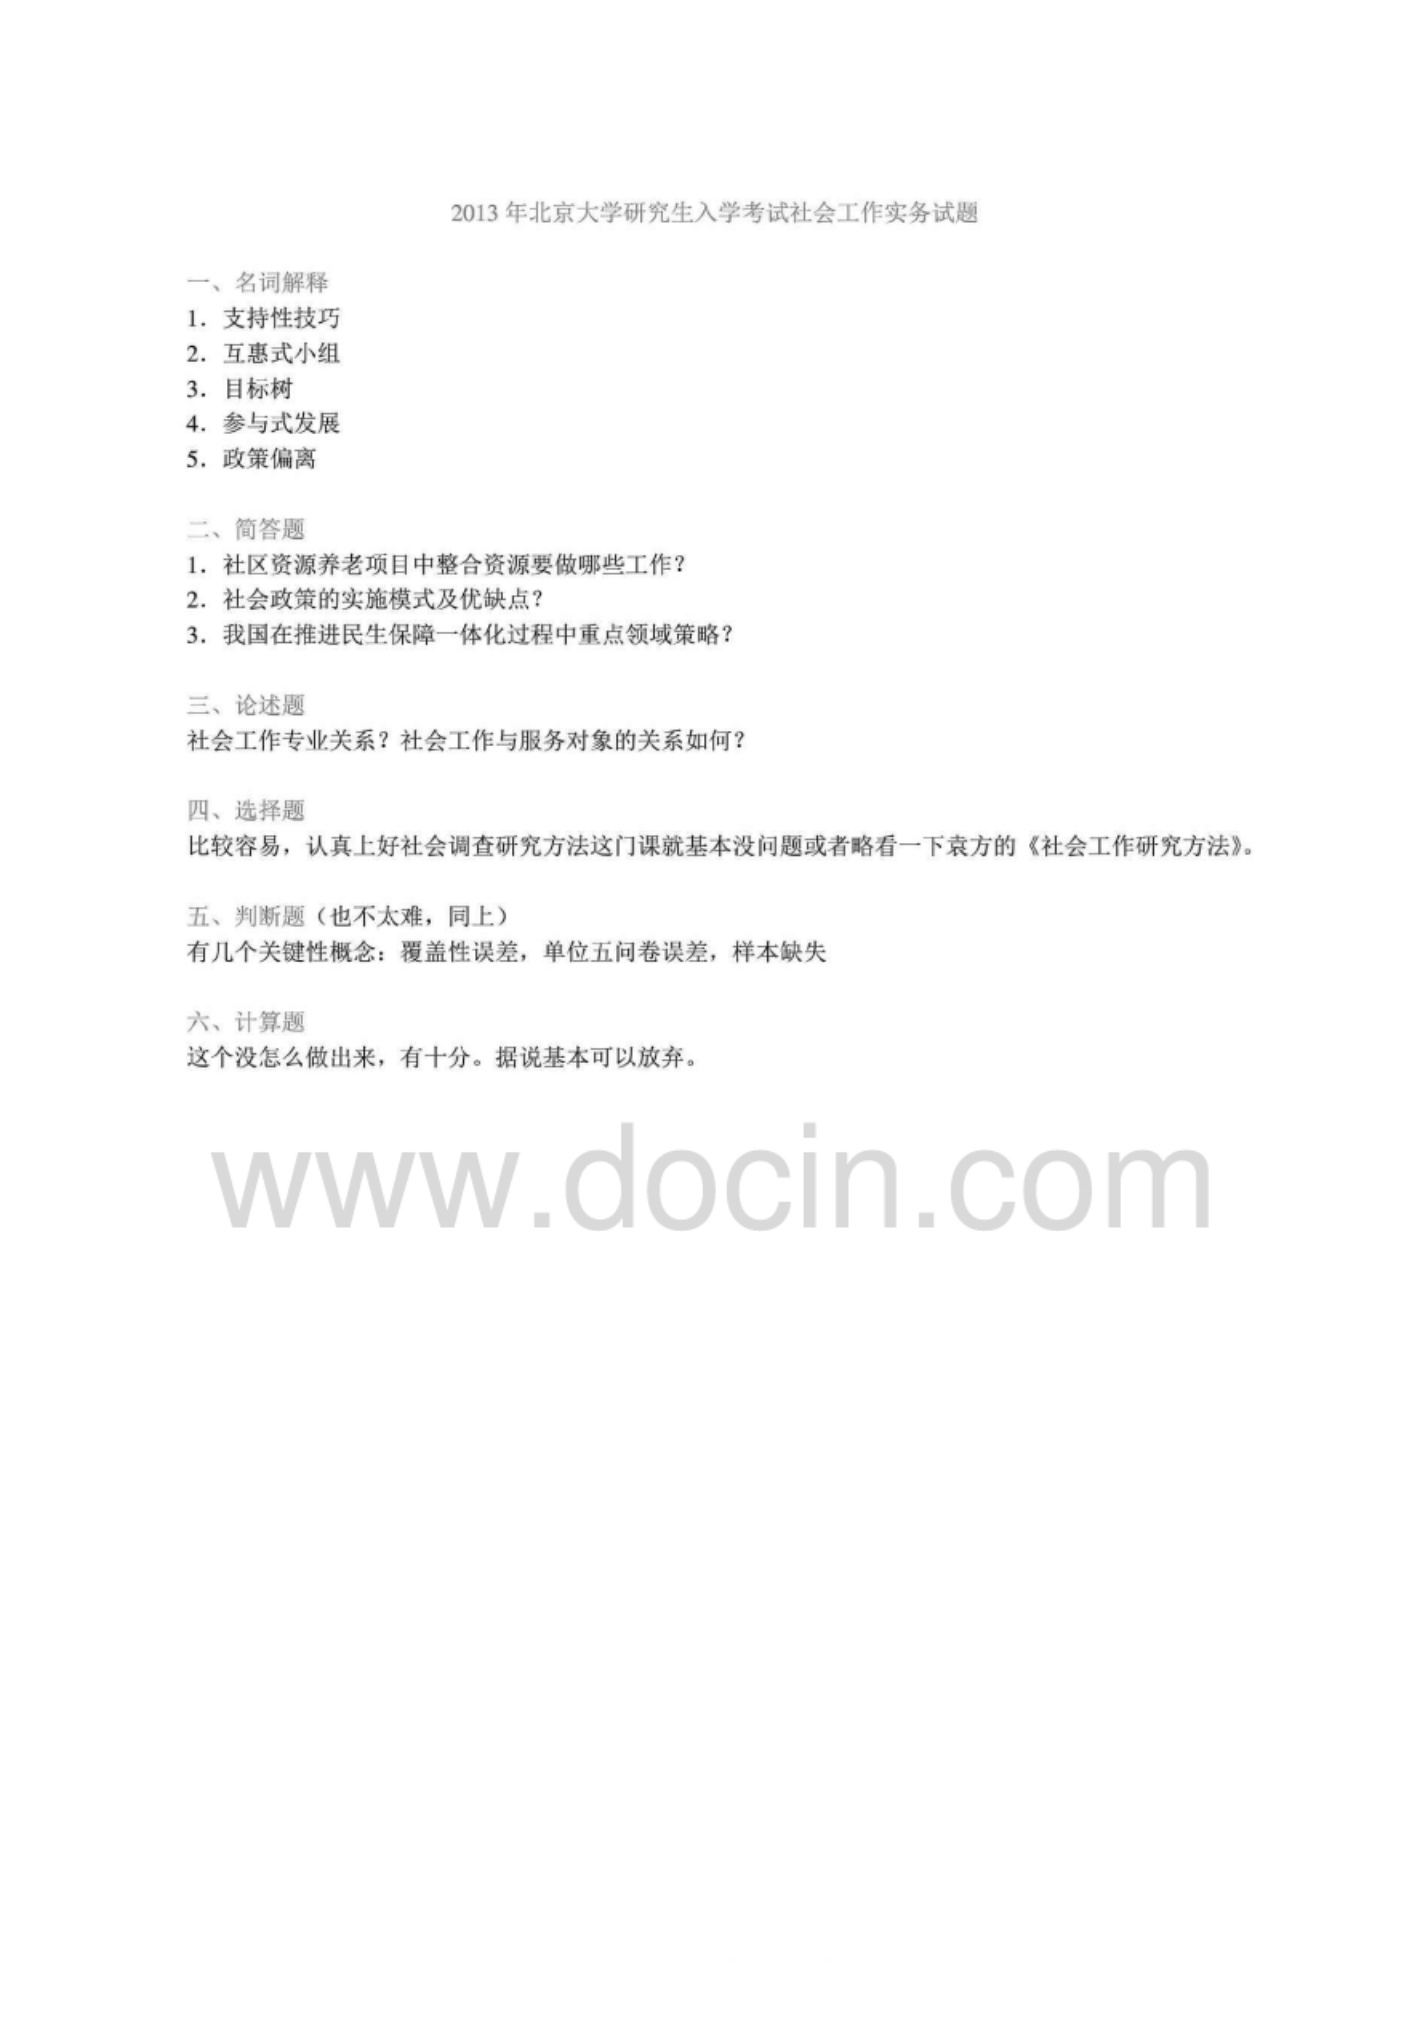 2013 年北京大学研究生入学考试社会工作实务试题
一、名词解释
1．支持性技巧
2．互惠式小组
3．目标树
4．参与式发展
5．政策偏离
二、简答题
1．社区资源养老项目中整合资源要做哪些工作？
2．社会政策的实施模式及优缺点？
3．我国在推进民生保障一体化过程中重点领域策略？
三、论述题
社会工作专业关系？社会工作与服务对象的关系如何？
四、选择题
比较容易，认真上好社会调查研究方法这门课就基本没问题或者略看一下袁方的《社会工作研究方法》。
五、判断题（也不太难，同上）
有几个关键性概念：覆盖性误差，单位五问卷误差，样本缺失
六、计算题
这个没怎么做出来，有十分。据说基本可以放弃。
www.docin.com